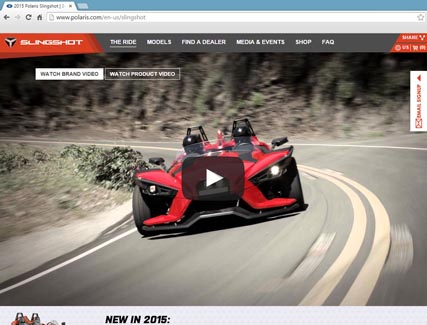 2015 Polaris Slingshot |
www.polaris.com/en-us/slingshot
SLINGSHOT THE RIDE MODELS FIND A DEALER MEDIA & EVENTS SHOP FAQ
SHARE
US
WATCH BRAND VIDEO WATCH PRODUCT VIDEO
EMAIL SIGNUP
NEW IN 2015: